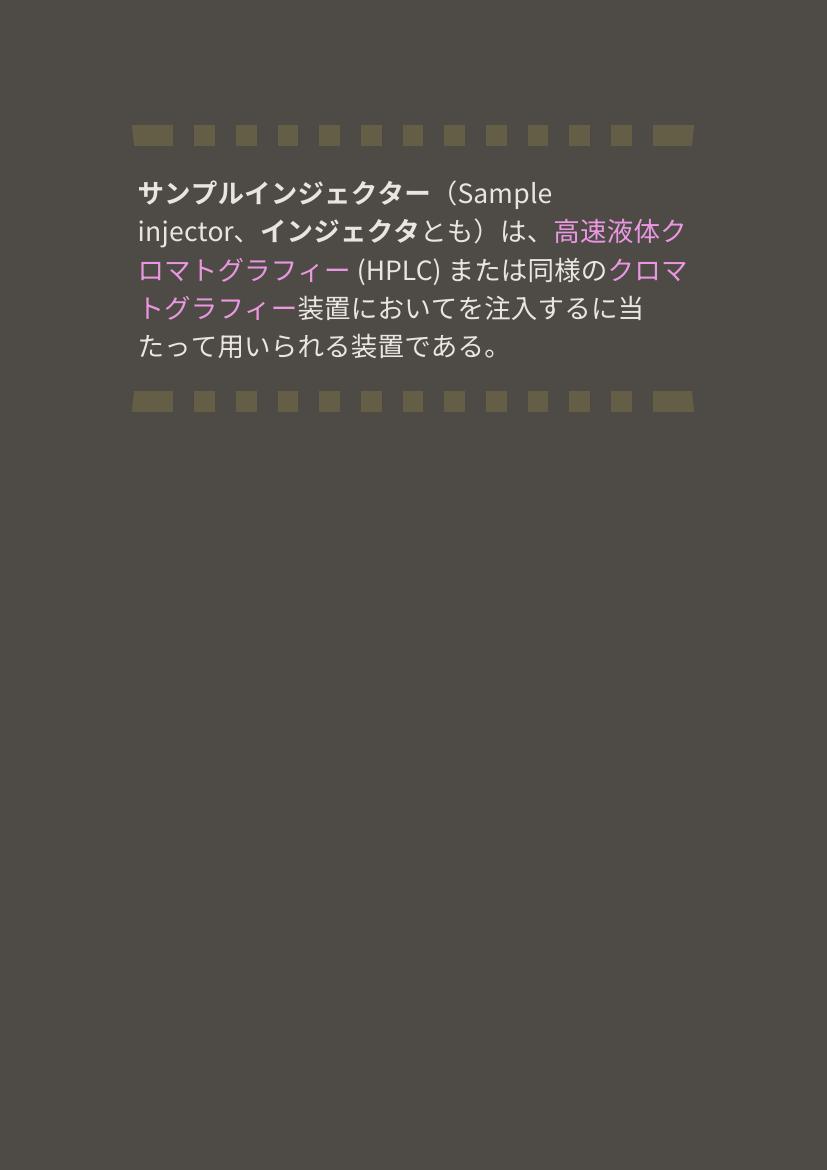 サンプルインジェクター（Sample
injector、インジェクタとも）は、高速液体ク
ロマトグラフィー (HPLC) または同様のクロマ
トグラフィー装置においてを注入するに当
たって用いられる装置である。